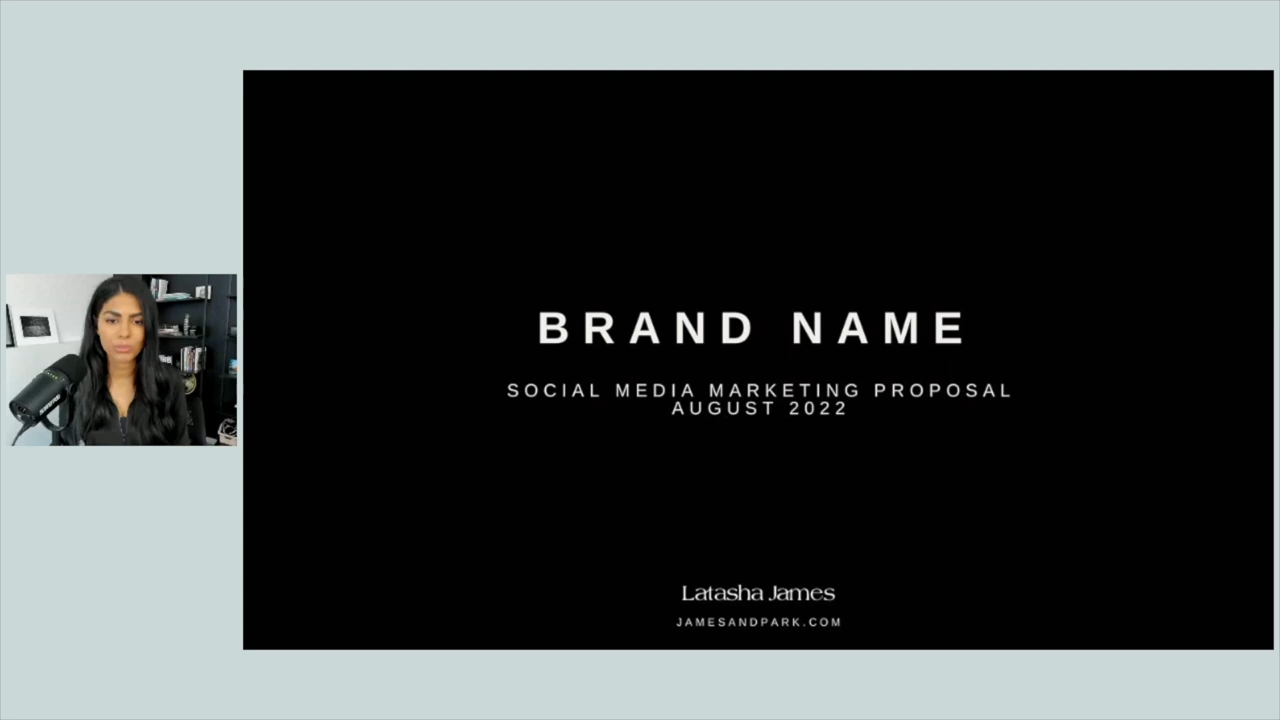 BRAND NAME
SOCIAL MEDIA MARKETING PROPOSAL
AUGUST 2022
Latasha James
JAMESANDPARK.COM